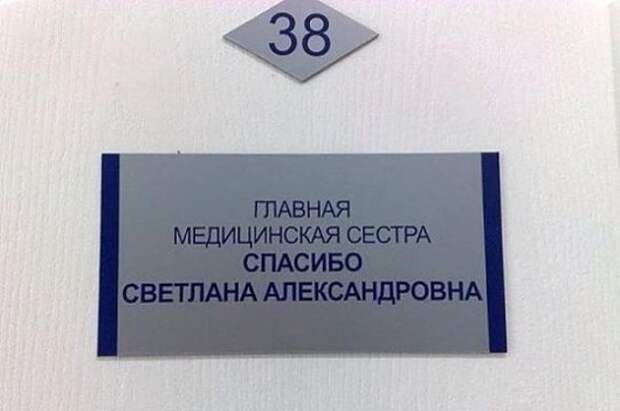 38
ГЛАВНАЯ
МЕДИЦИНСКАЯ СЕСТРА
СПАСИБО
СВЕТЛАНА АЛЕКСАНДРОВНА